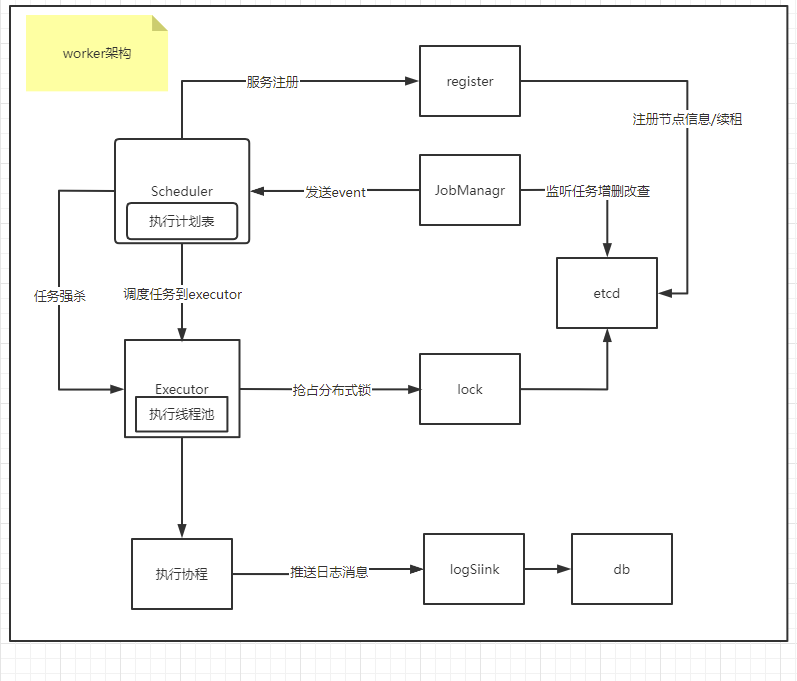 worker架构
服务注册
register
注册节点信息/续租
Scheduler
执行计划表
发送event
JobManagr
监听任务增删改查
任务强杀
调度任务到executor
etcd
Executor
执行线程池
抢占分布式锁
lock
执行协程
推送日志消息
logSiink
db